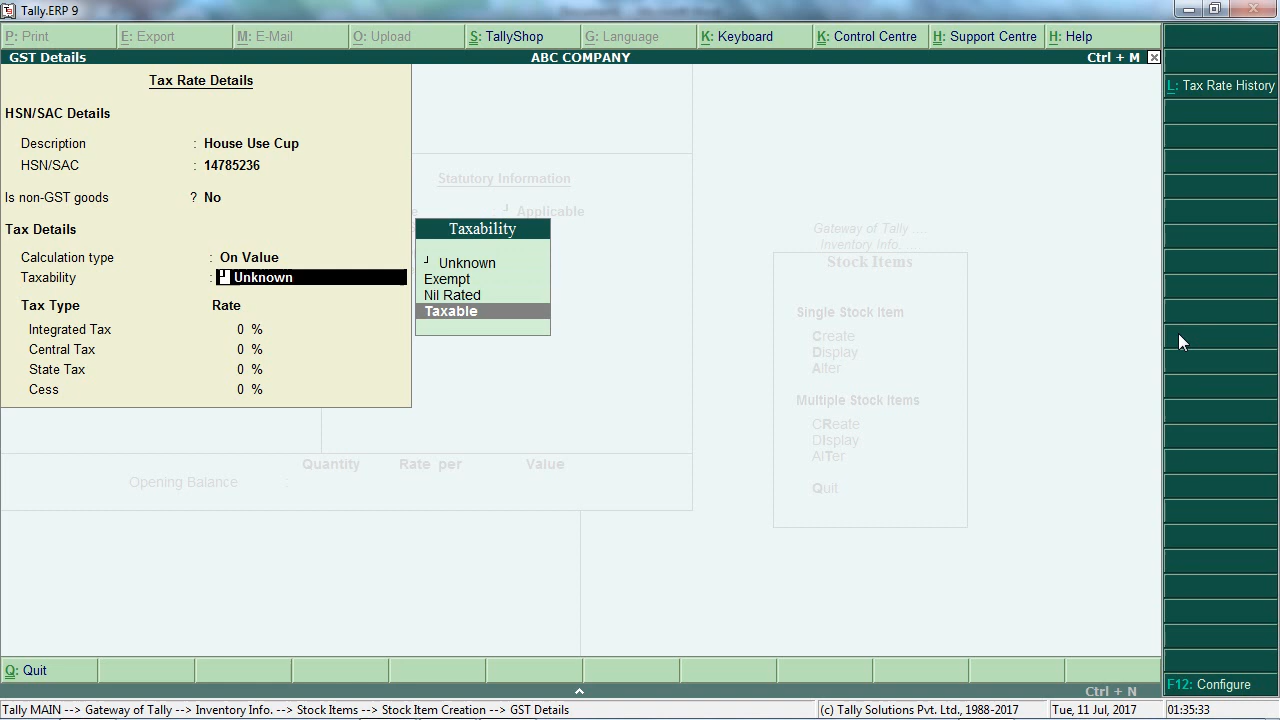 Tally.ERP 9
P: Print E: Export M: E-Mail O: Upload S: TallyShop G: Language K: Keyboard K: Control Centre H: Support Centre H: Help
GST Details ABC COMPANY Ctrl + M
L: Tax Rate History
Tax Rate Details
HSN/SAC Details
Description : House Use Cup
HSN/SAC : 14785236
Is non-GST goods ? No
Tax Details
Calculation type : On Value
Taxability : ┘ Unknown
Tax Type Rate
Integrated Tax 0 %
Central Tax 0 %
State Tax 0 %
Cess 0 %
Statutory Information
┘ Applicable
Taxability
┘ Unknown
Exempt
Nil Rated
Taxable
Gateway of Tally .....
Inventory Info. .....
Stock Items
Single Stock Item
Create
Display
Alter
Multiple Stock Items
CReate
DIsplay
AlTer
Quit
Quantity Rate per Value
Opening Balance :
Q: Quit
Ctrl + N
F12: Configure
Tally MAIN --> Gateway of Tally --> Inventory Info. --> Stock Items --> Stock Item Creation --> GST Details (c) Tally Solutions Pvt. Ltd., 1988-2017 Tue, 11 Jul, 2017 01:35:33